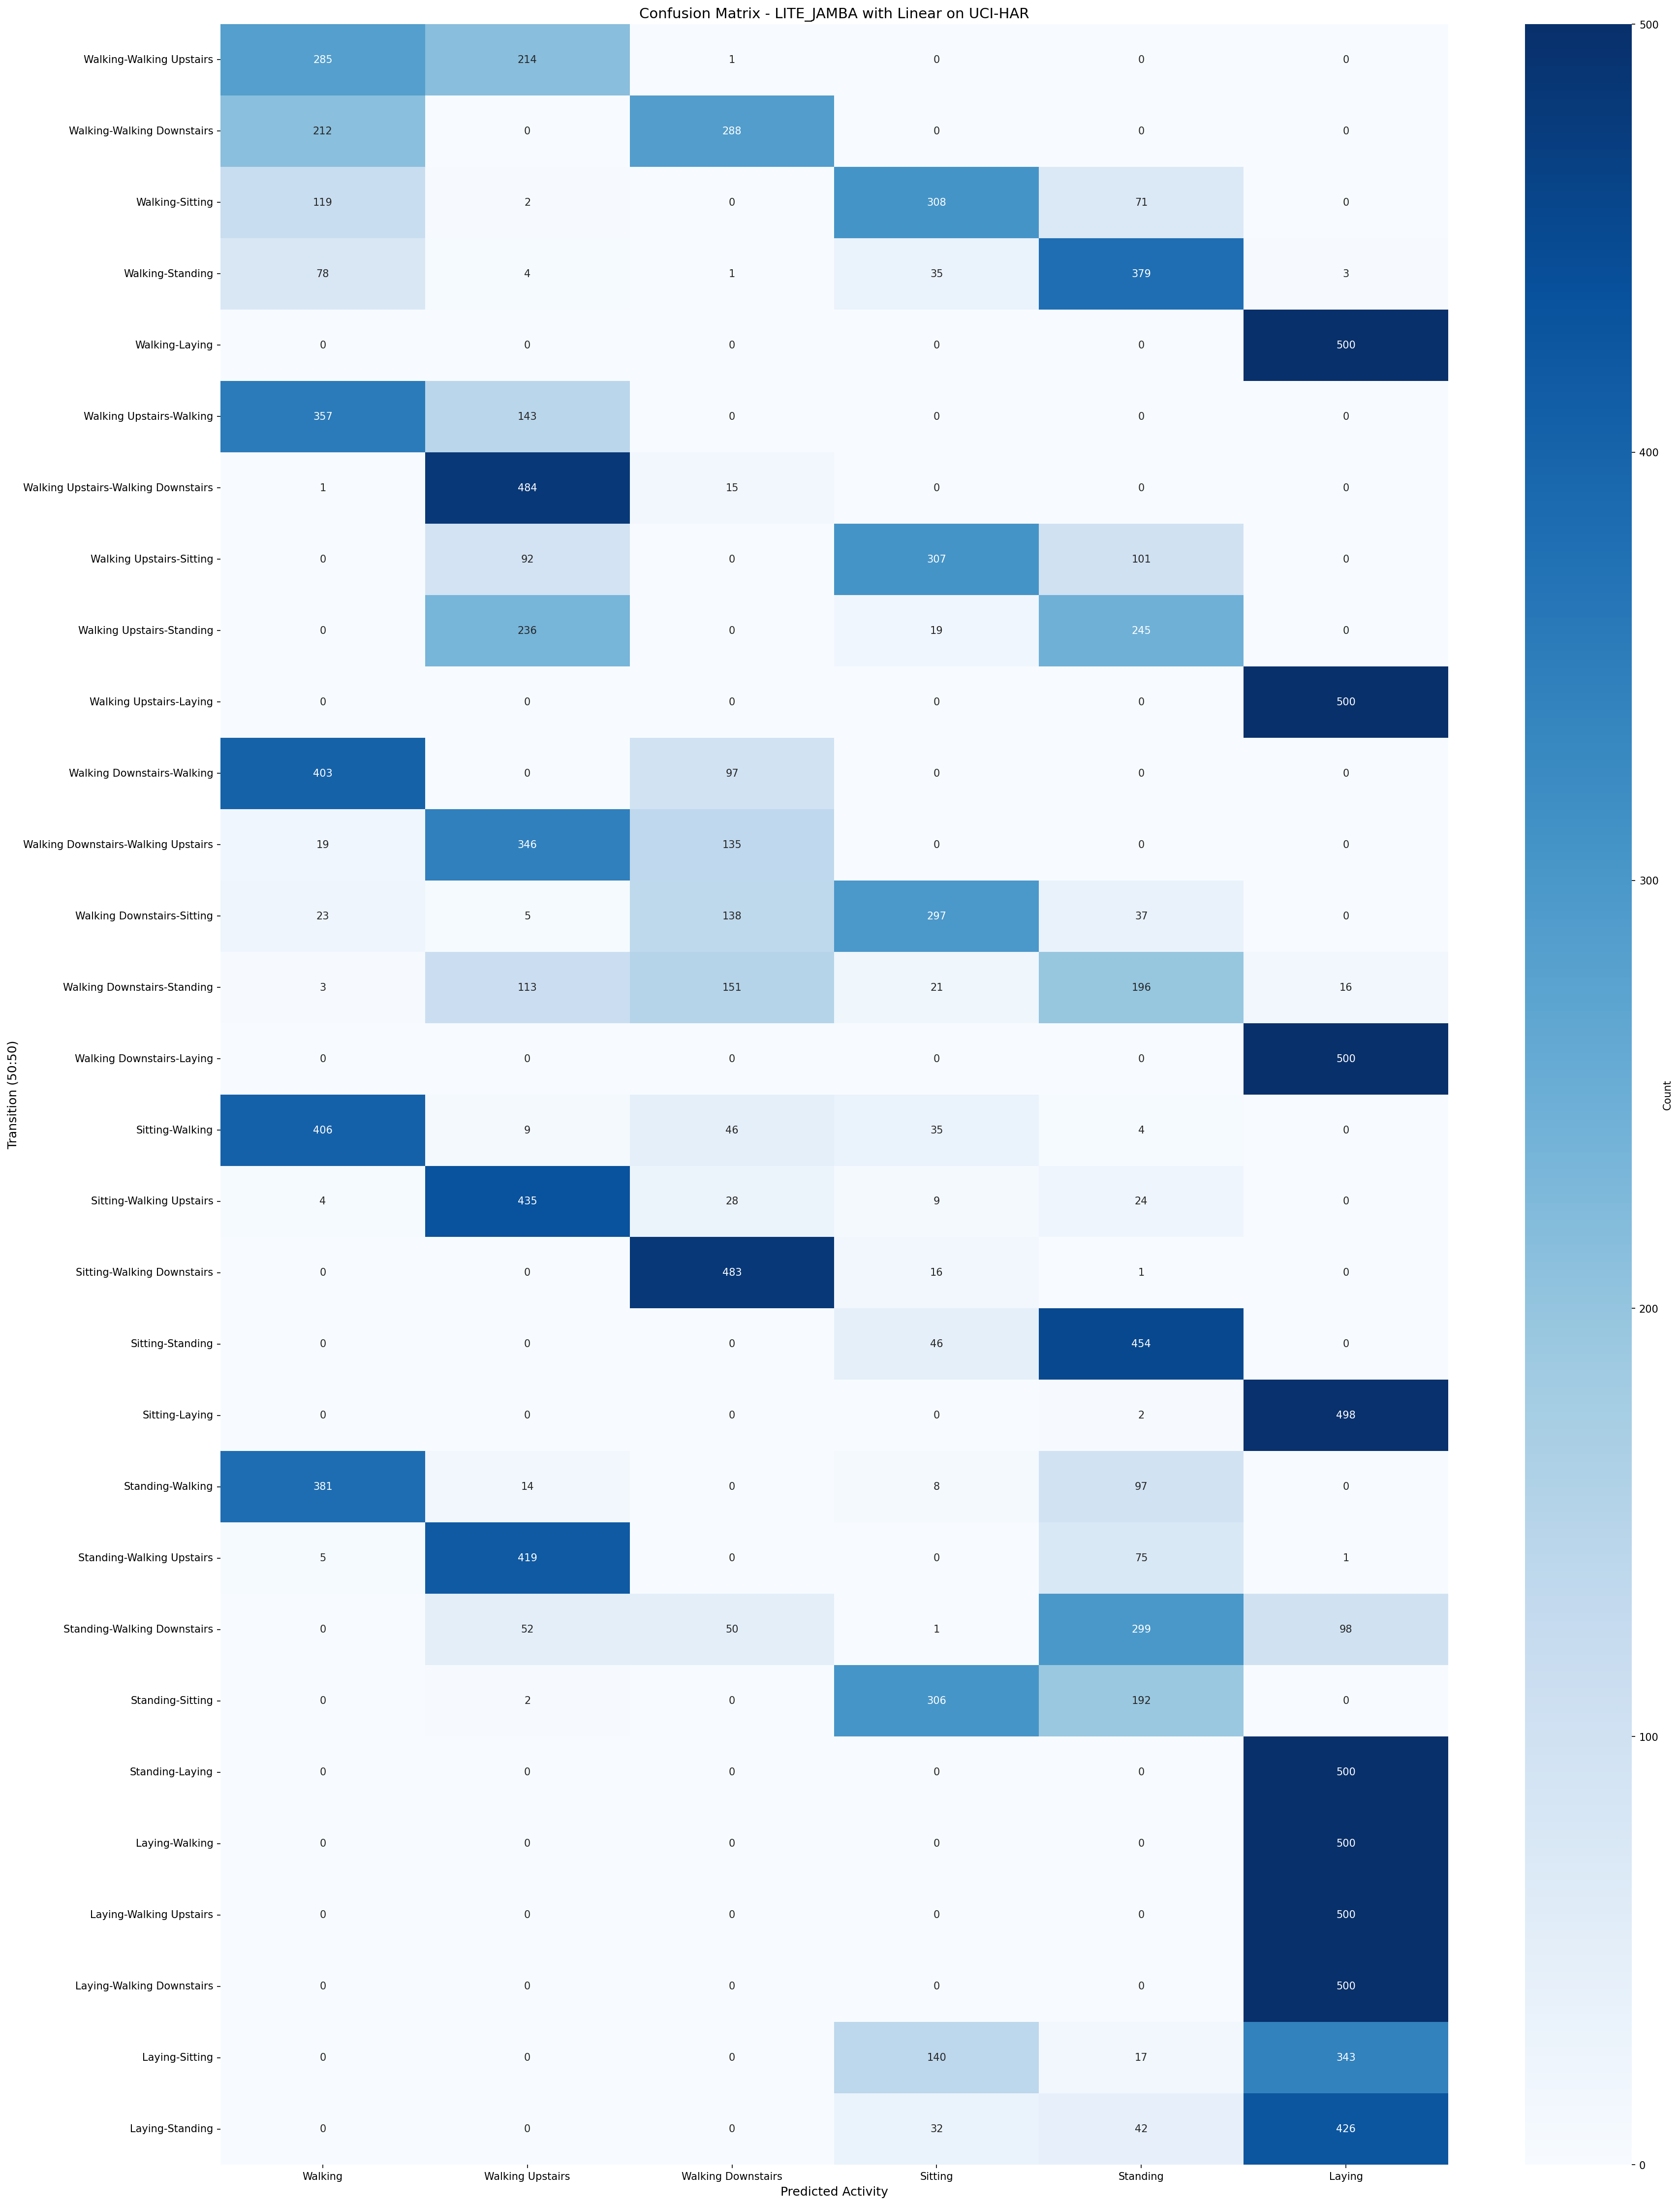 Confusion Matrix - LITE_JAMBA with Linear on UCI-HAR
Walking-Walking Upstairs 285 214 1 0 0 0
Walking-Walking Downstairs 212 0 288 0 0 0
Walking-Sitting 119 2 0 308 71 0
Walking-Standing 78 4 1 35 379 3
Walking-Laying 0 0 0 0 0 500
Walking Upstairs-Walking 357 143 0 0 0 0
Walking Upstairs-Walking Downstairs 1 484 15 0 0 0
Walking Upstairs-Sitting 0 92 0 307 101 0
Walking Upstairs-Standing 0 236 0 19 245 0
Walking Upstairs-Laying 0 0 0 0 0 500
Walking Downstairs-Walking 403 0 97 0 0 0
Walking Downstairs-Walking Upstairs 19 346 135 0 0 0
Walking Downstairs-Sitting 23 5 138 297 37 0
Walking Downstairs-Standing 3 113 151 21 196 16
Walking Downstairs-Laying 0 0 0 0 0 500
Sitting-Walking 406 9 46 35 4 0
Sitting-Walking Upstairs 4 435 28 9 24 0
Sitting-Walking Downstairs 0 0 483 16 1 0
Sitting-Standing 0 0 0 46 454 0
Sitting-Laying 0 0 0 0 2 498
Standing-Walking 381 14 0 8 97 0
Standing-Walking Upstairs 5 419 0 0 75 1
Standing-Walking Downstairs 0 52 50 1 299 98
Standing-Sitting 0 2 0 306 192 0
Standing-Laying 0 0 0 0 0 500
Laying-Walking 0 0 0 0 0 500
Laying-Walking Upstairs 0 0 0 0 0 500
Laying-Walking Downstairs 0 0 0 0 0 500
Laying-Sitting 0 0 0 140 17 343
Laying-Standing 0 0 0 32 42 426
Walking Walking Upstairs Walking Downstairs Sitting Standing Laying
Predicted Activity
Transition (50:50)
500
400
300
200
100
0
Count